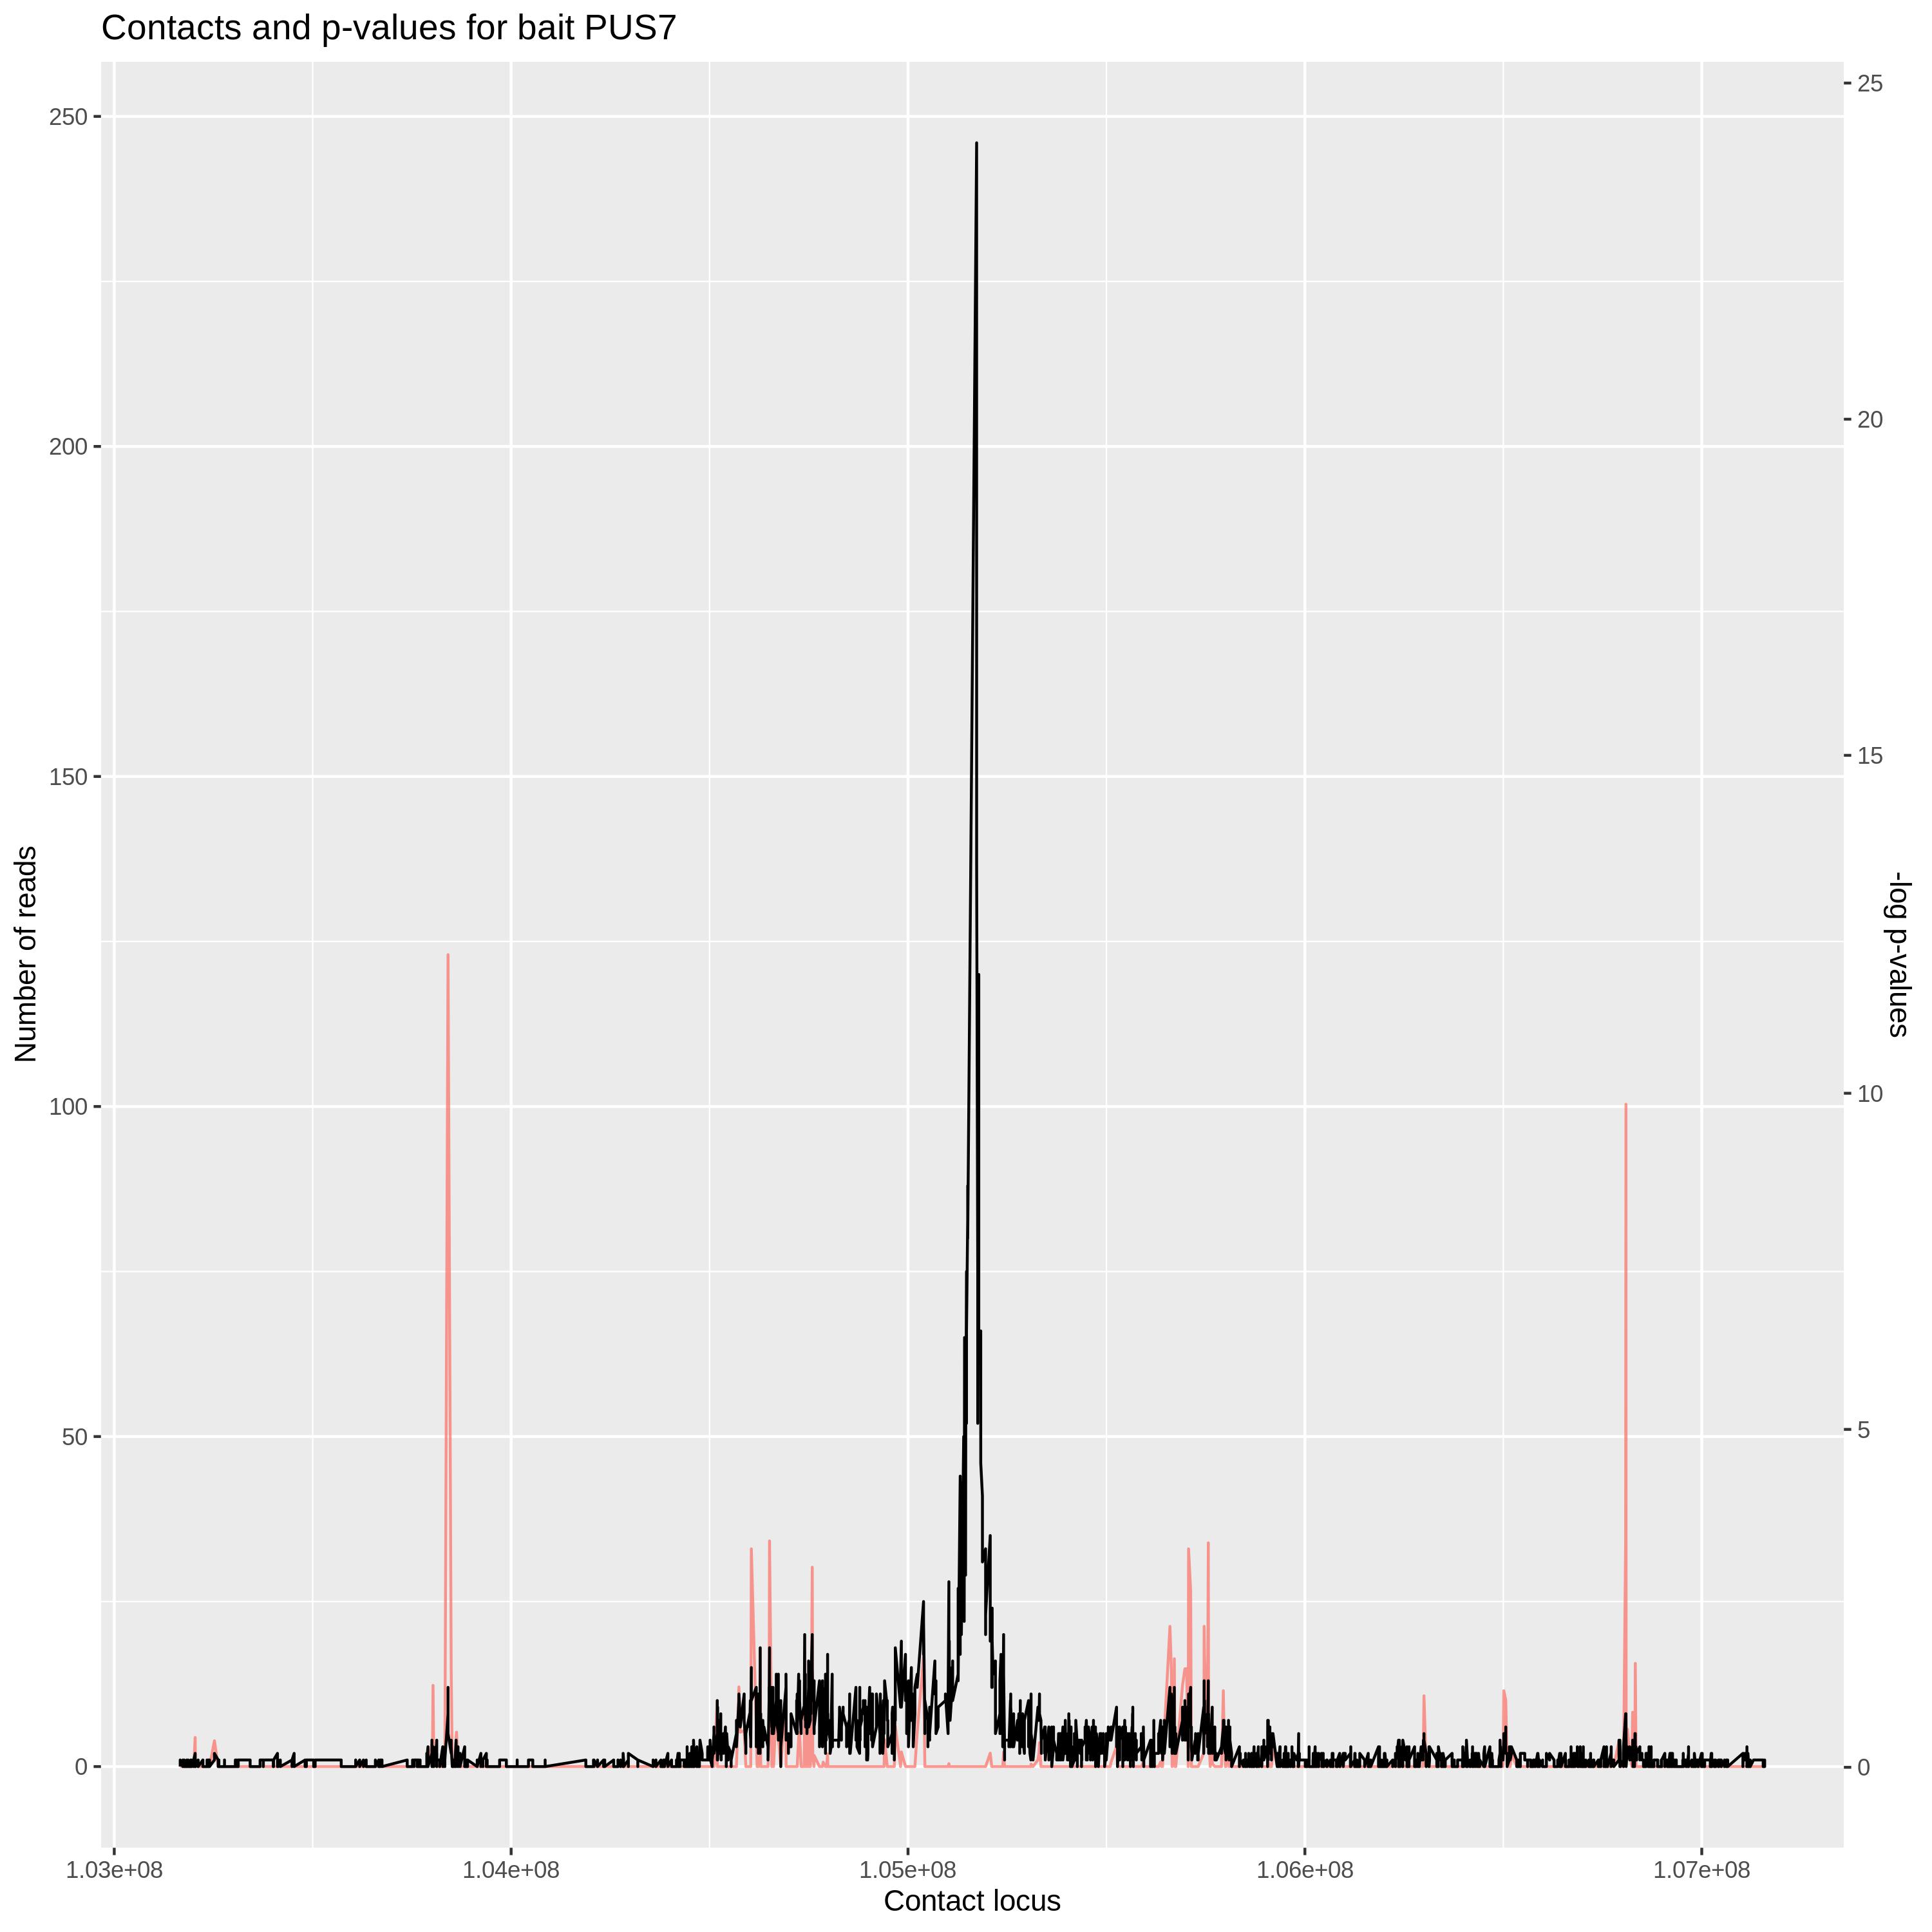 Contacts and p-values for bait PUS7
250
200
150
100
50
0
Number of reads
25
20
15
10
5
0
-log p-values
1.03e+08
1.04e+08
1.05e+08
1.06e+08
1.07e+08
Contact locus